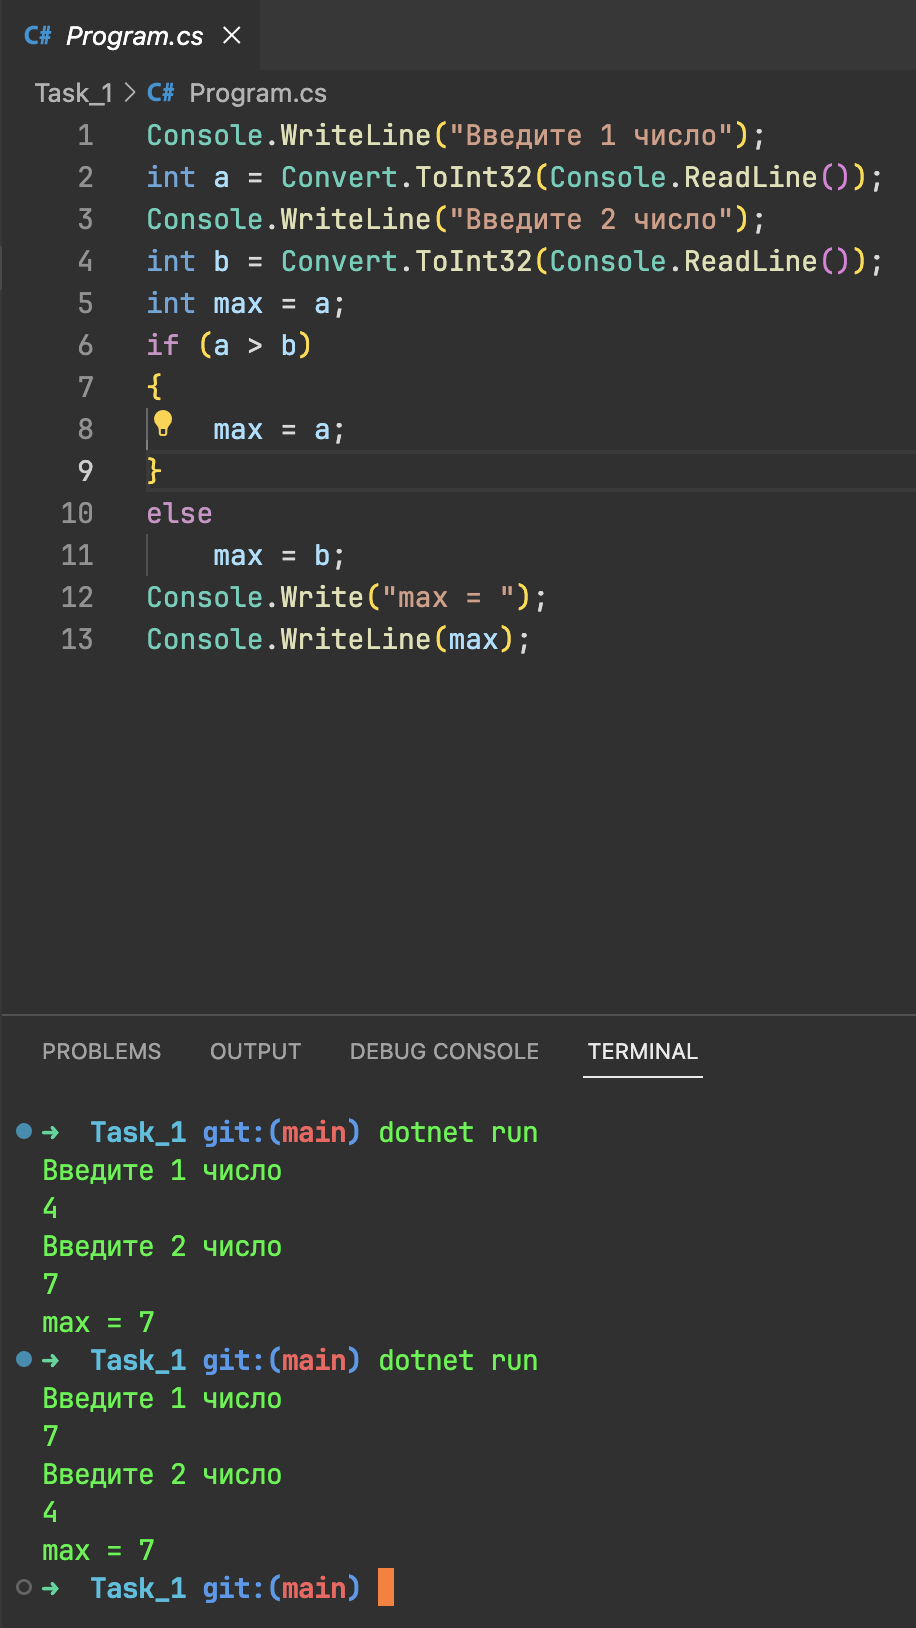 C# Program.cs ×
Task_1 > C# Program.cs
1 Console.WriteLine("Введите 1 число");
2 int a = Convert.ToInt32(Console.ReadLine());
3 Console.WriteLine("Введите 2 число");
4 int b = Convert.ToInt32(Console.ReadLine());
5 int max = a;
6 if (a > b)
7 {
8     max = a;
9 }
10 else
11     max = b;
12 Console.Write("max = ");
13 Console.WriteLine(max);
PROBLEMS OUTPUT DEBUG CONSOLE TERMINAL
➜ Task_1 git:(main) dotnet run
Введите 1 число
4
Введите 2 число
7
max = 7
➜ Task_1 git:(main) dotnet run
Введите 1 число
7
Введите 2 число
4
max = 7
➜ Task_1 git:(main)